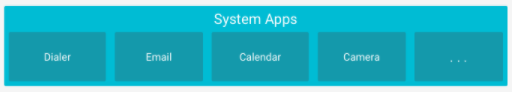 System Apps
Dialer
Email
Calendar
Camera
. . .